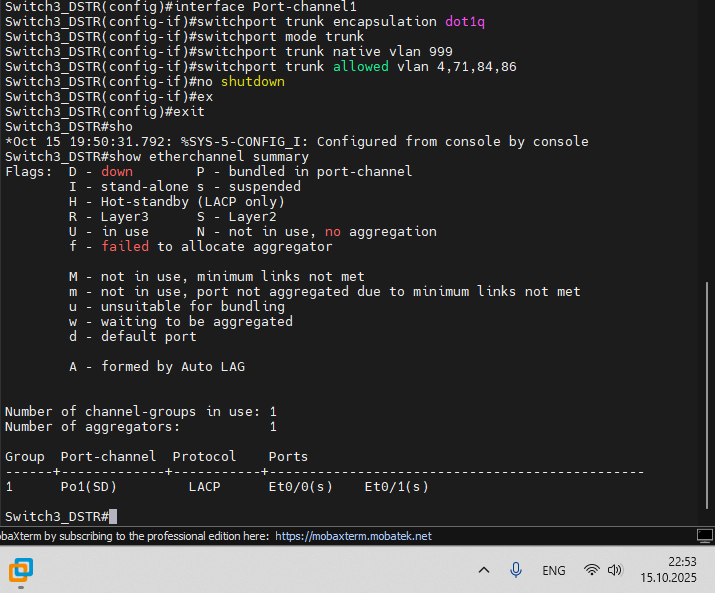 Switch3_DSTR(config)#interface Port-channel1
Switch3_DSTR(config-if)#switchport trunk encapsulation dot1q
Switch3_DSTR(config-if)#switchport mode trunk
Switch3_DSTR(config-if)#switchport trunk native vlan 999
Switch3_DSTR(config-if)#switchport trunk allowed vlan 4,71,84,86
Switch3_DSTR(config-if)#no shutdown
Switch3_DSTR(config-if)#ex
Switch3_DSTR(config)#exit
Switch3_DSTR#sho
*Oct 15 19:50:31.792: %SYS-5-CONFIG_I: Configured from console by console
Switch3_DSTR#show etherchannel summary
Flags:  D - down        P - bundled in port-channel
        I - stand-alone s - suspended
        H - Hot-standby (LACP only)
        R - Layer3      S - Layer2
        U - in use      N - not in use, no aggregation
        f - failed to allocate aggregator

        M - not in use, minimum links not met
        m - not in use, port not aggregated due to minimum links not met
        u - unsuitable for bundling
        w - waiting to be aggregated
        d - default port

        A - formed by Auto LAG


Number of channel-groups in use: 1
Number of aggregators:           1

Group  Port-channel  Protocol    Ports
------+-------------+-----------+-----------------------------------------------
1      Po1(SD)         LACP      Et0/0(s)    Et0/1(s)

Switch3_DSTR#
baXterm by subscribing to the professional edition here: https://mobaxterm.mobatek.net
ENG
22:53
15.10.2025